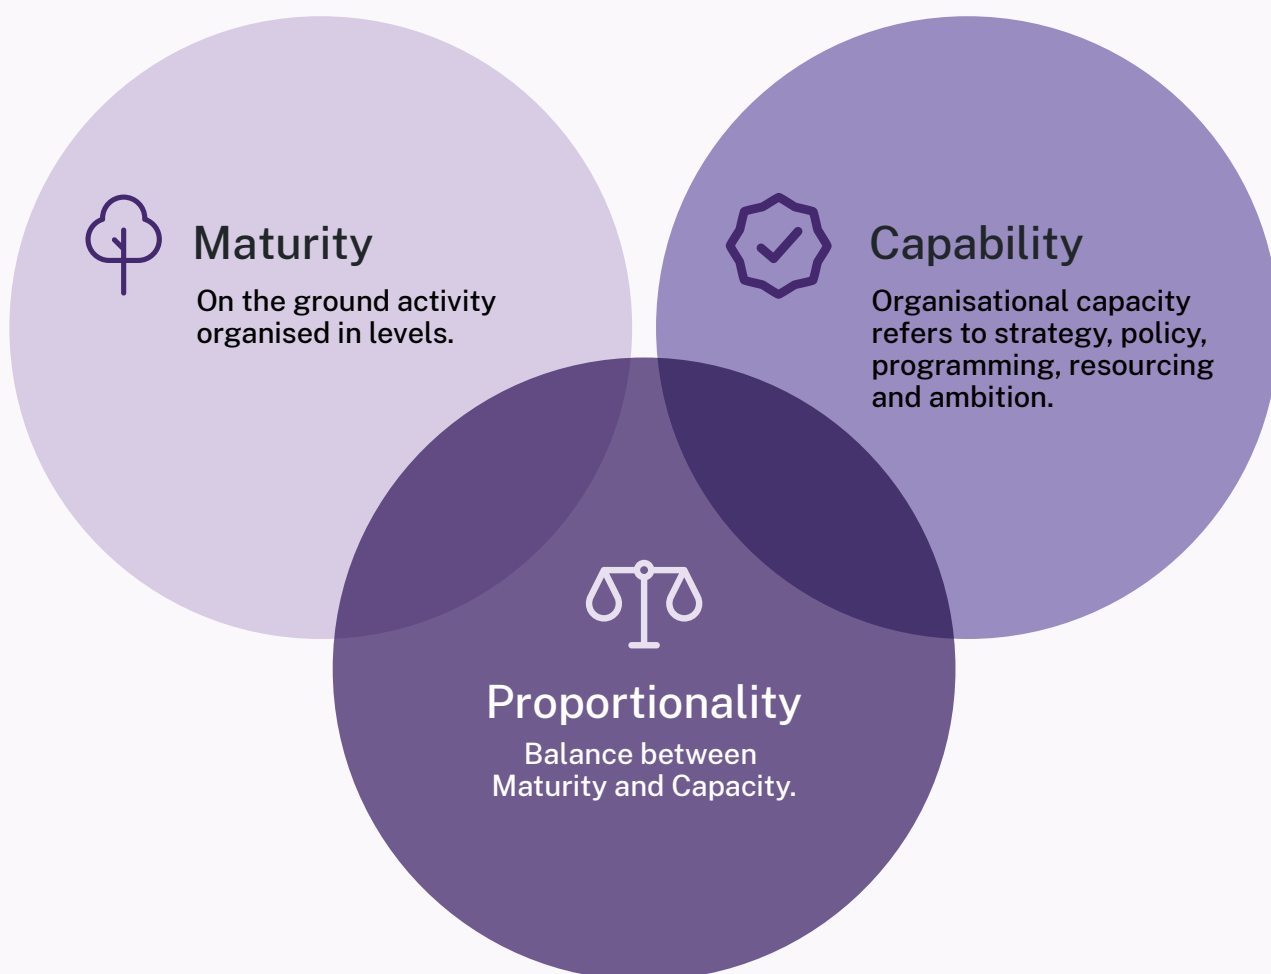 Maturity
On the ground activity
organised in levels.
Capability
Organisational capacity
refers to strategy, policy,
programming, resourcing
and ambition.
Proportionality
Balance between
Maturity and Capacity.